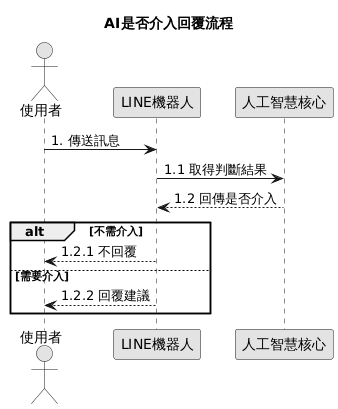 AI是否介入回覆流程
使用者
LINE機器人
人工智慧核心
1. 傳送訊息
1.1 取得判斷結果
1.2 回傳是否介入
alt [不需介入]
1.2.1 不回覆
[需要介入]
1.2.2 回覆建議
使用者
LINE機器人
人工智慧核心